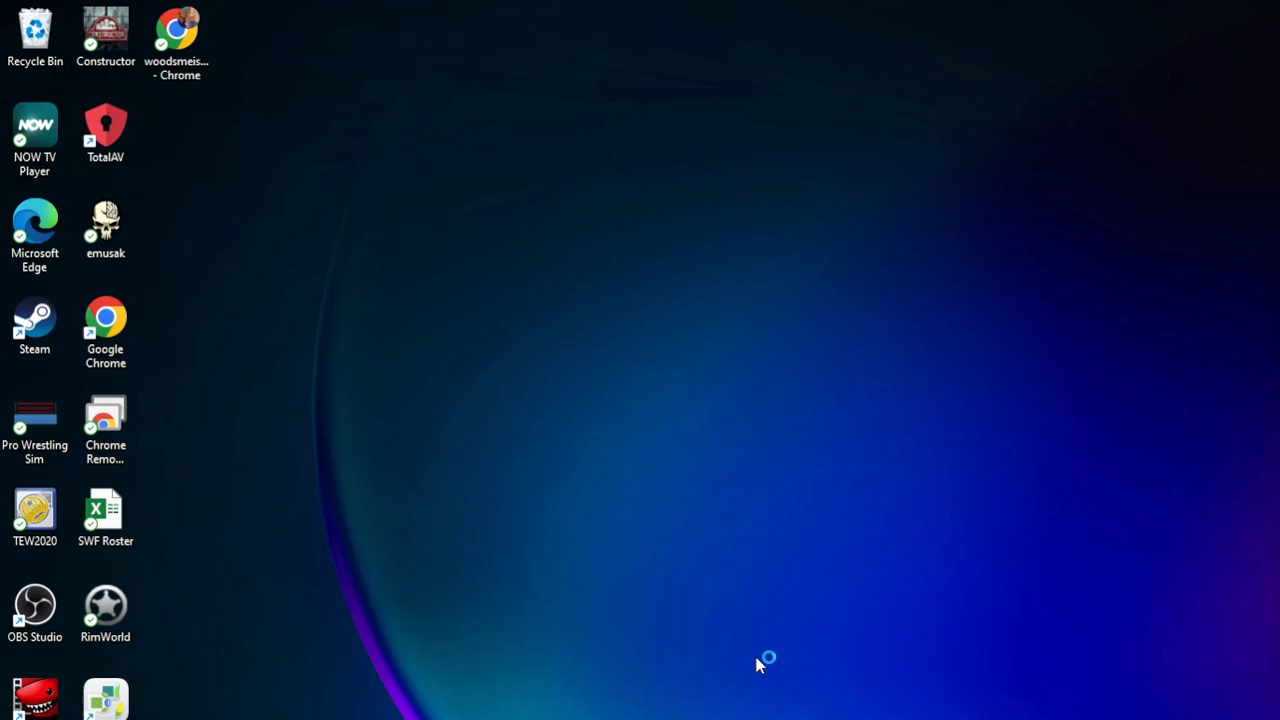 Recycle Bin
Constructor
woodsmeis...
- Chrome
NOW
NOW TV
Player
TotalAV
Microsoft
Edge
emusak
Steam
Google
Chrome
Pro Wrestling
Sim
Chrome
Remo...
TEW2020
SWF Roster
OBS Studio
RimWorld